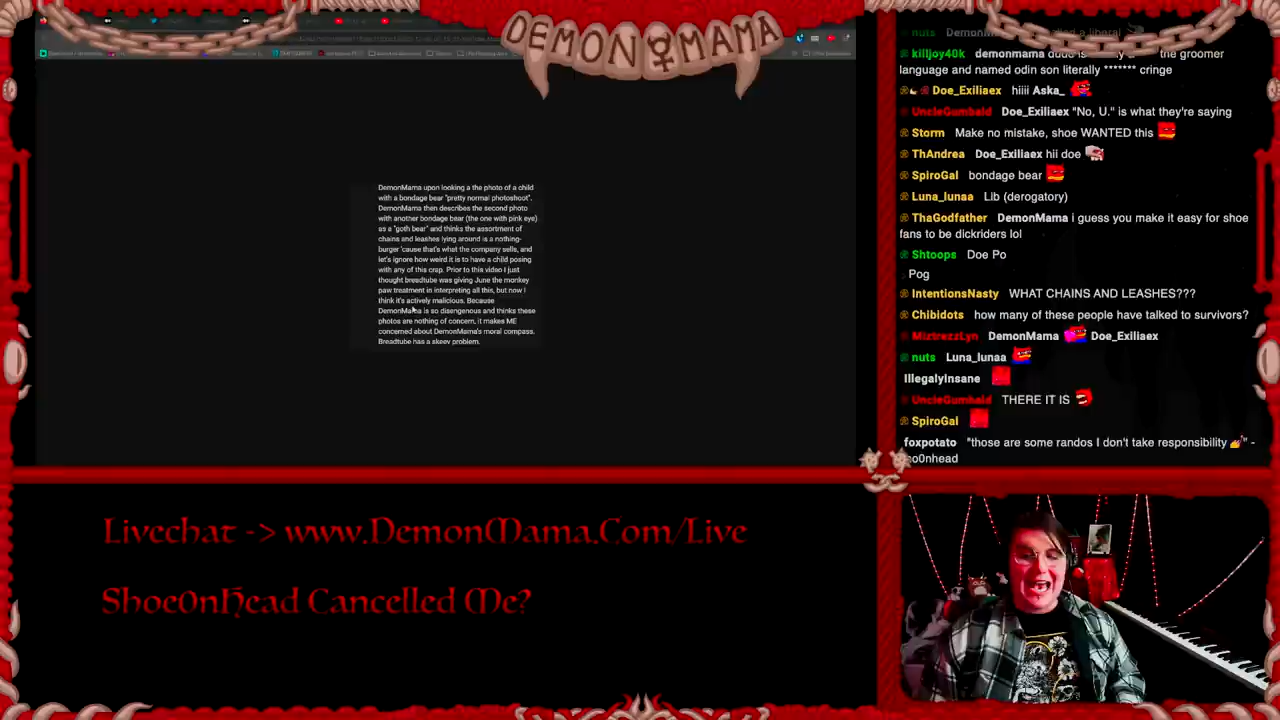 DEMON MAMA
DemonMama upon looking a the photo of a child
with a bondage bear "pretty normal photoshoot".
DemonMama then describes the second photo
with another bondage bear (the one with pink eye)
as a "goth bear" and thinks the assortment of
chains and leashes lying around is a nothing-
burger 'cause that's what the company sells, and
let's ignore how weird it is to have a child posing
with any of this crap. Prior to this video I just
thought breadtube was giving June the monkey
paw treatment in interpreting all this, but now I
think it's actively malicious. Because
DemonMama is so disengenous and thinks these
photos are nothing of concern, it makes ME
concerned about DemonMama's moral compass.
Breadtube has a skeev problem.
nuts
a liberal
killjoy40k demonmama dude is the groomer
language and named odin son literally ******* cringe
Doe_Exiliaex hiiii Aska_
UncleGumbald Doe_Exiliaex "No, U." is what they're saying
Storm Make no mistake, shoe WANTED this
ThAndrea Doe_Exiliaex hii doe
SpiroGal bondage bear
Luna_lunaa Lib (derogatory)
ThaGodfather DemonMama i guess you make it easy for shoe
fans to be dickriders lol
Shtoops Doe Po
Pog
IntentionsNasty WHAT CHAINS AND LEASHES???
Chibidots how many of these people have talked to survivors?
MiztrezzLyn DemonMama Doe_Exiliaex
nuts Luna_lunaa
IllegalyInsane
UncleGumbald THERE IT IS
SpiroGal
foxpotato "those are some randos I don't take responsibility" -
o0nhead
Livechat -> www.DemonMama.Com/Live
Shoe0nHead Cancelled Me?